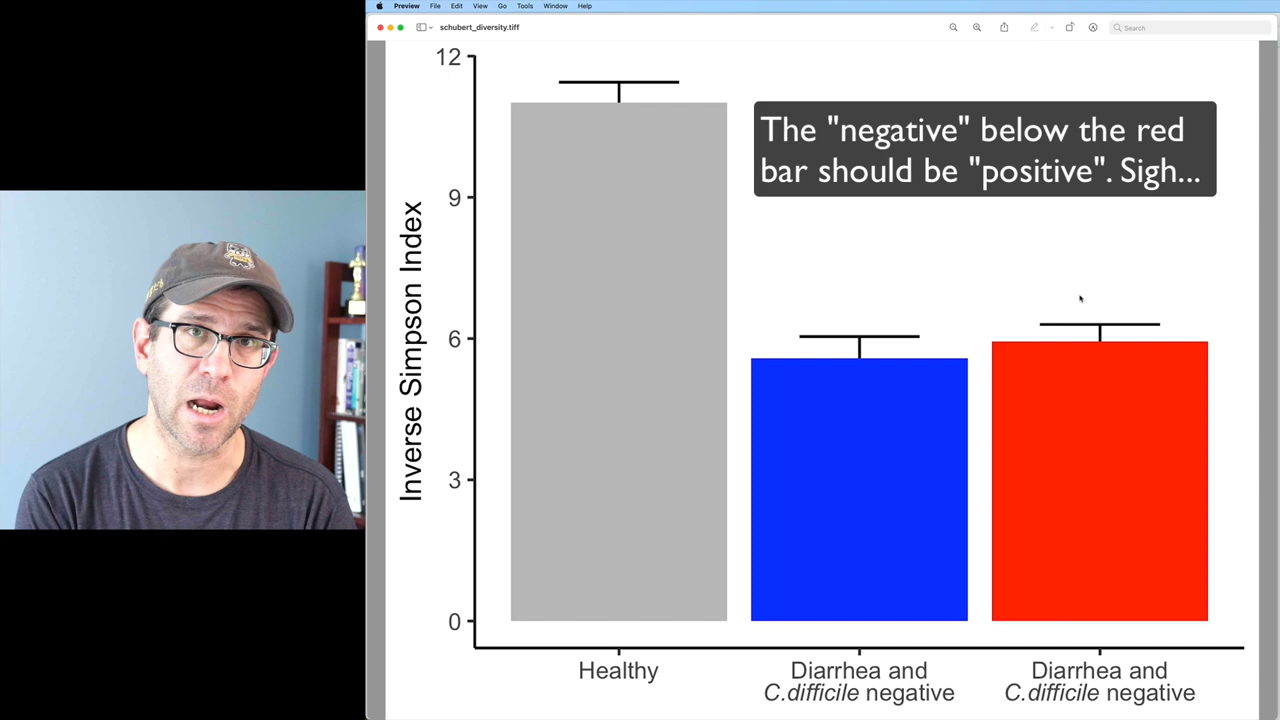 Preview File Edit View Go Tools Window Help
schubert_diversity.tiff
Search
The "negative" below the red
bar should be "positive". Sigh...
Inverse Simpson Index
12
9
6
3
0
Healthy
Diarrhea and
C.difficile negative
Diarrhea and
C.difficile negative